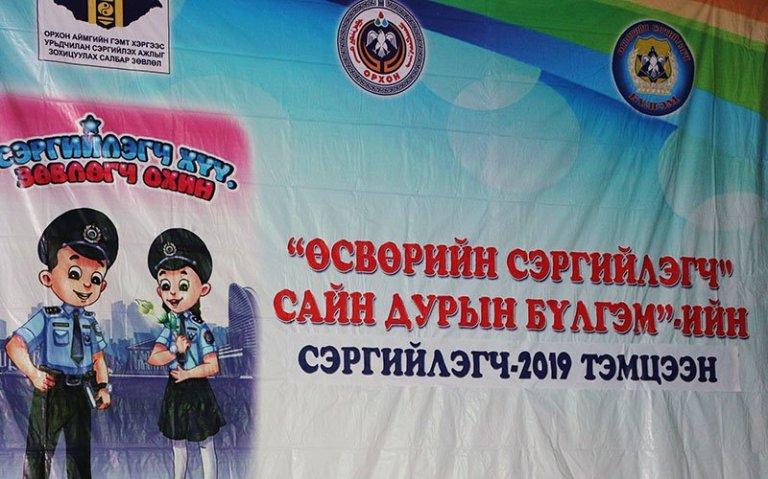 ОРХОН АЙМГИЙН ГЭМТ ХЭРГЭЭС
УРЬДЧИЛАН СЭРГИЙЛЭХ АЖЛЫГ
ЗОХИЦУУЛАХ САЛБАР ЗӨВЛӨЛ
ОРХОН
СЭРГИЙЛЭГЧ ХҮҮ,
ЗӨВЛӨГЧ ОХИН
“ӨСВӨРИЙН СЭРГИЙЛЭГЧ"
САЙН ДУРЫН БҮЛГЭМ”-ИЙН
СЭРГИЙЛЭГЧ-2019 ТЭМЦЭЭН